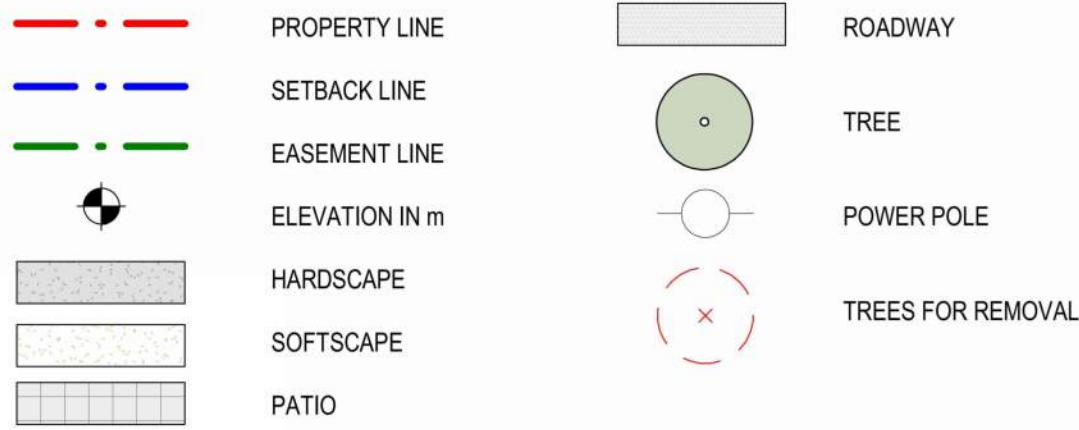 PROPERTY LINE
SETBACK LINE
EASEMENT LINE
ELEVATION IN m
HARDSCAPE
SOFTSCAPE
PATIO
ROADWAY
TREE
POWER POLE
TREES FOR REMOVAL